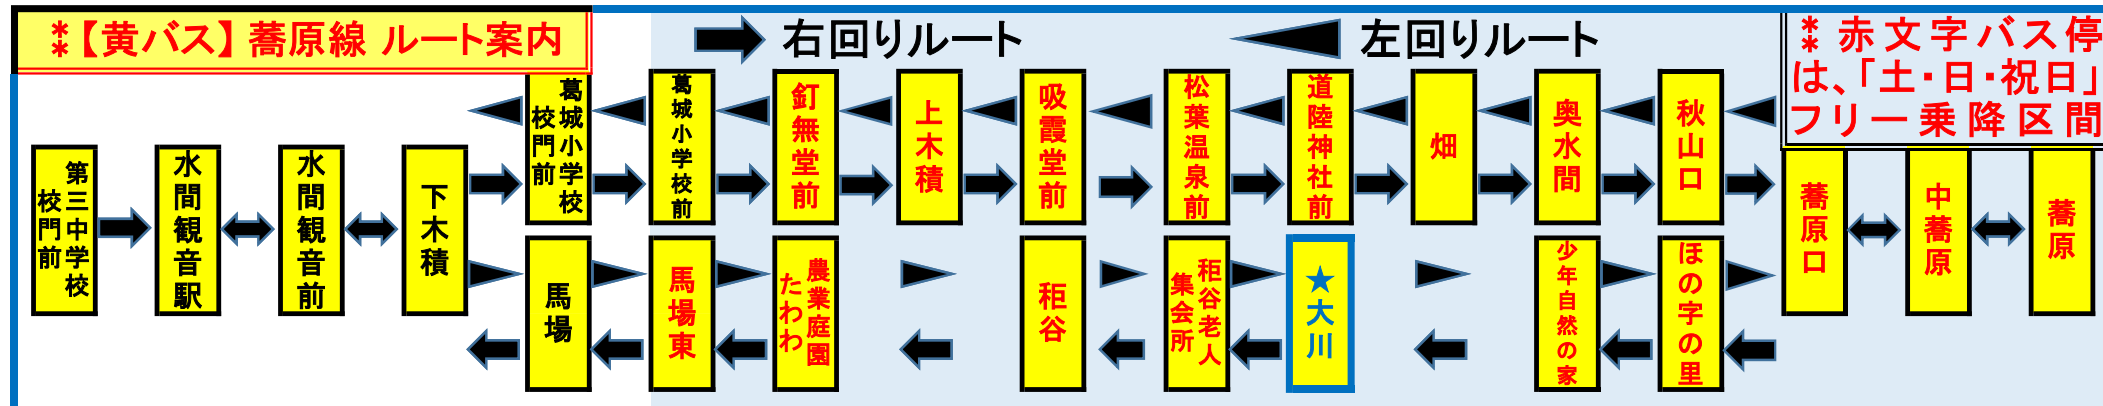 **【黄バス】蕎原線 ルート案内
右回りルート
左回りルート
** 赤文字バス停
は、「土・日・祝日」
フリー乗降区間
第三中学校
校門前
水間観音駅
水間観音前
下木積
葛城小学校
校門前
葛城小学校前
釘無堂前
上木積
吸霞堂前
松葉温泉前
道陸神社前
畑
奥水間
秋山口
馬場
馬場東
農業庭園
たわわ
秬谷
秬谷老人
集会所
★大川
少年自然の家
ほの字の里
蕎原口
中蕎原
蕎原